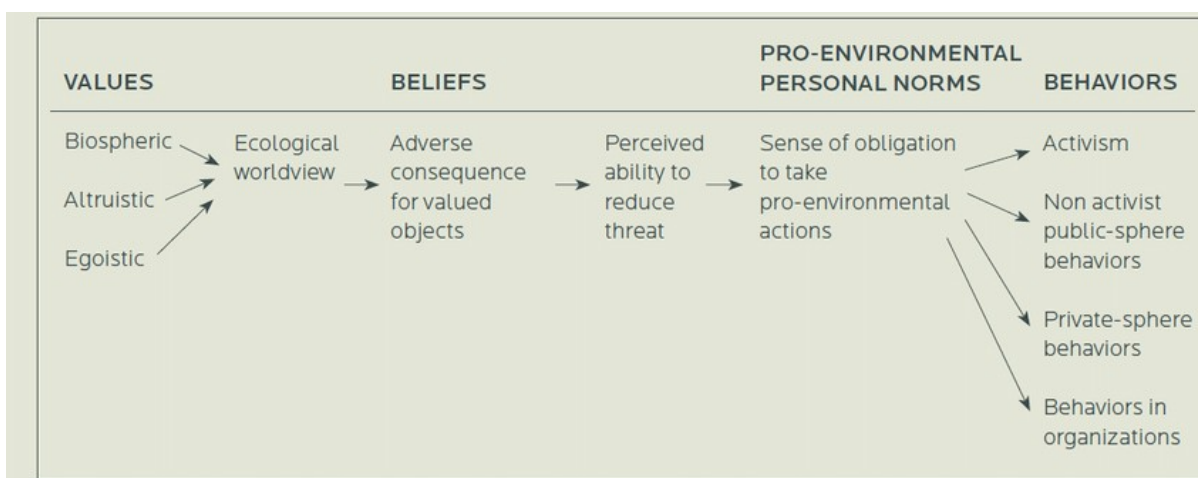 VALUES
BELIEFS
PRO-ENVIRONMENTAL
PERSONAL NORMS
BEHAVIORS
Biospheric
Altruistic
Egoistic
Ecological
worldview
Adverse
consequence
for valued
objects
Perceived
ability to
reduce
threat
Sense of obligation
to take
pro-environmental
actions
Activism
Non activist
public-sphere
behaviors
Private-sphere
behaviors
Behaviors in
organizations